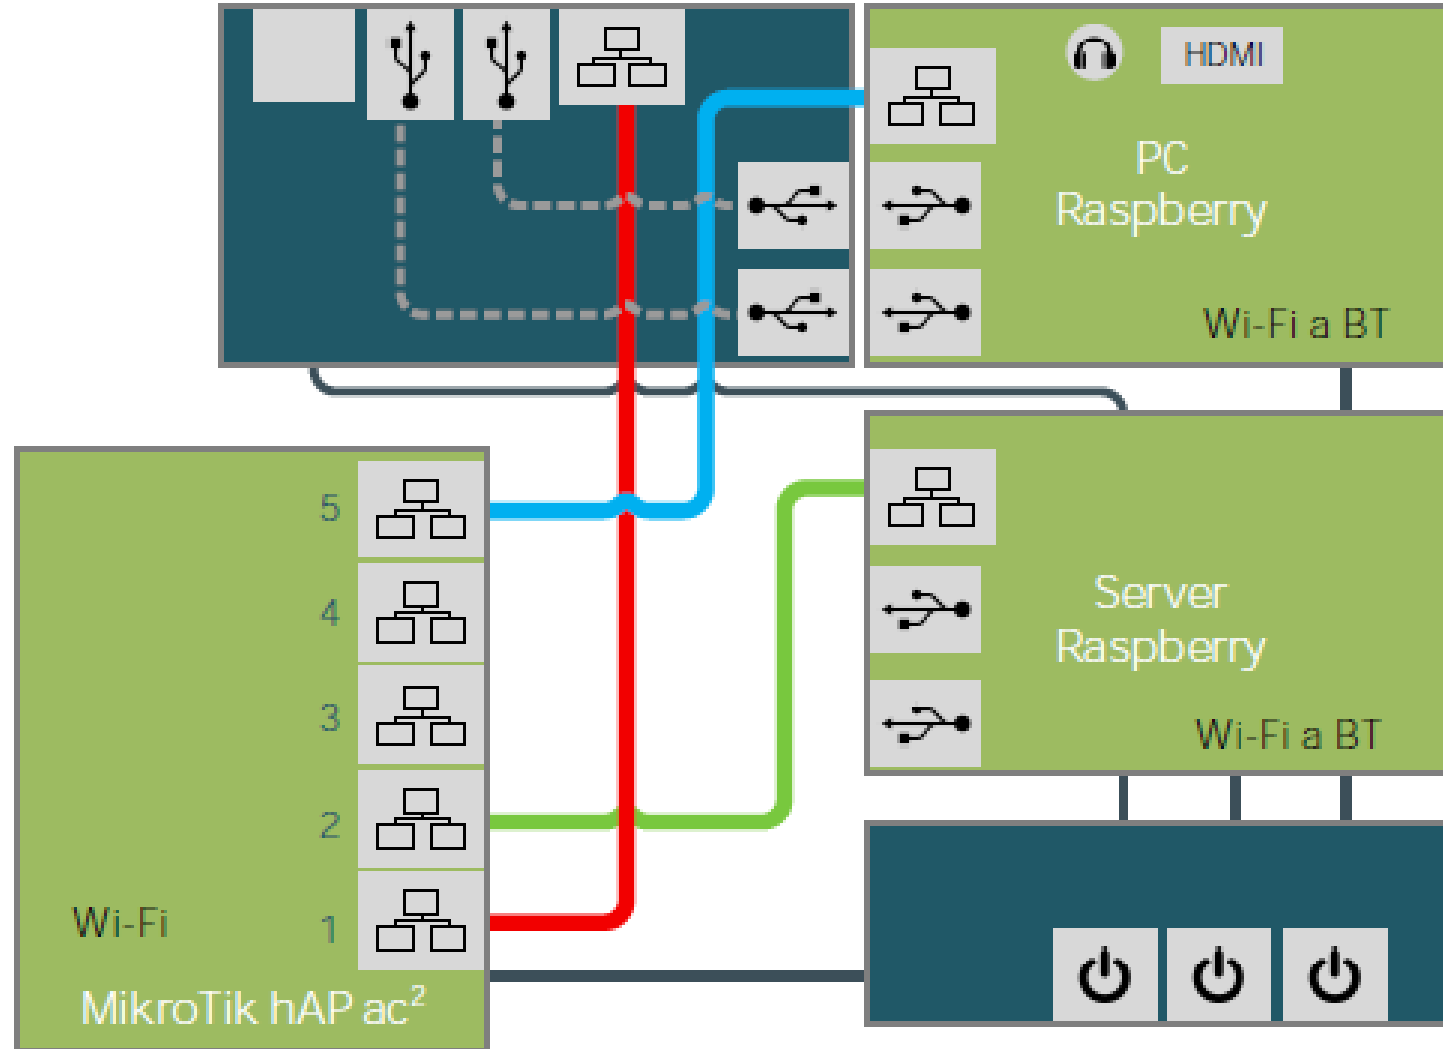 HDMI
PC
Raspberry
Wi-Fi a BT
5
4
3
2
1
Wi-Fi
MikroTik hAP ac²
Server
Raspberry
Wi-Fi a BT